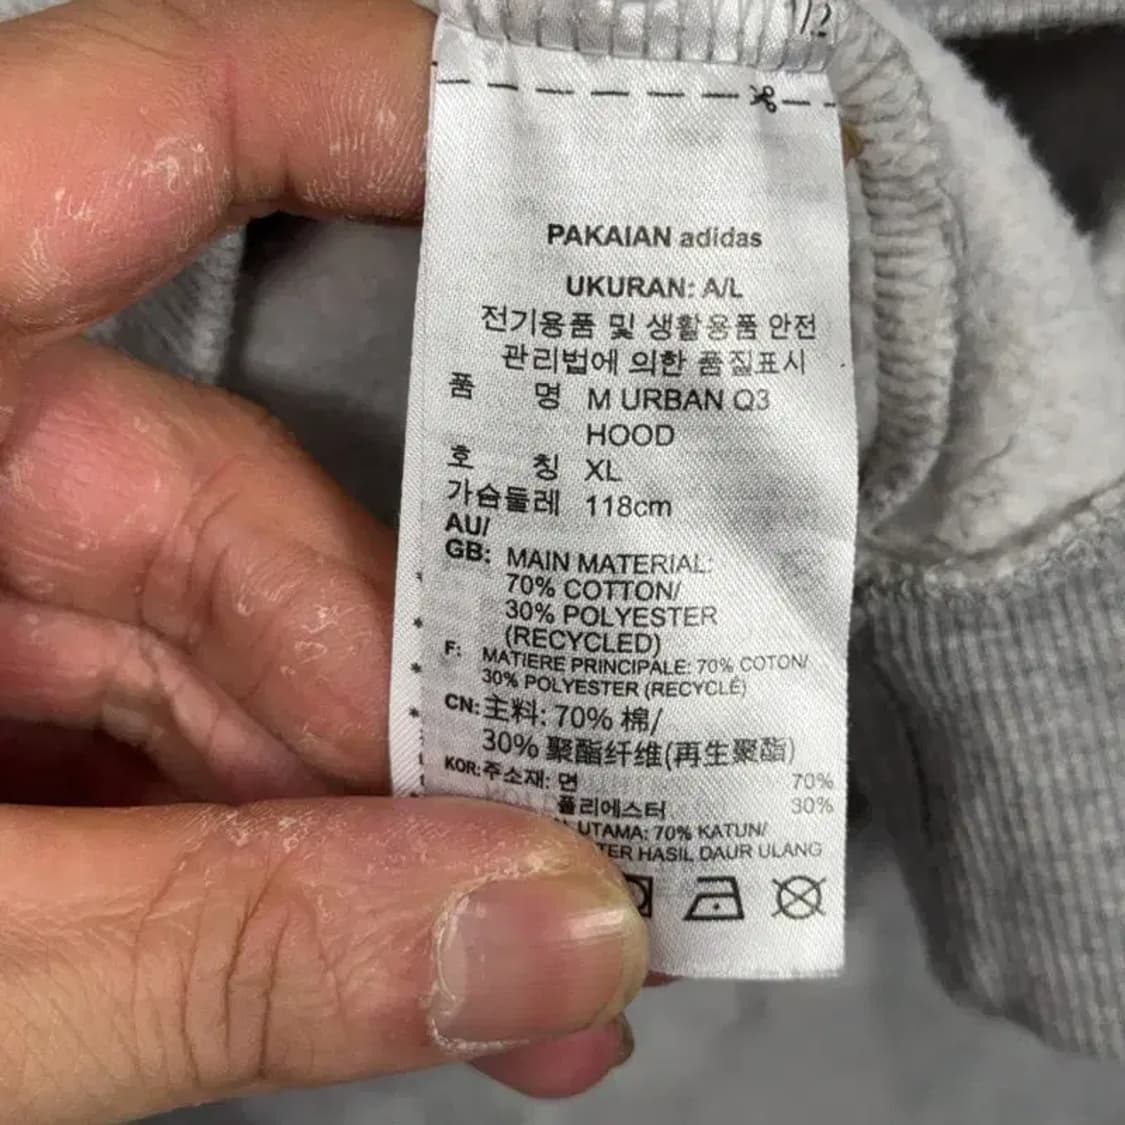 1/2
PAKAIAN adidas
UKURAN: A/L
전기용품 및 생활용품 안전
관리법에 의한 품질표시
품 명 M URBAN Q3
HOOD
호 칭 XL
가슴둘레 118cm
AU/
GB: MAIN MATERIAL:
70% COTTON/
30% POLYESTER
(RECYCLED)
F: MATIERE PRINCIPALE: 70% COTON/
30% POLYESTER (RECYCLÉ)
CN: 主料: 70% 棉/
30% 聚酯纤维(再生聚酯)
KOR: 주소재: 면 70%
폴리에스터 30%
UTAMA: 70% KATUN/
HASIL DAUR ULANG